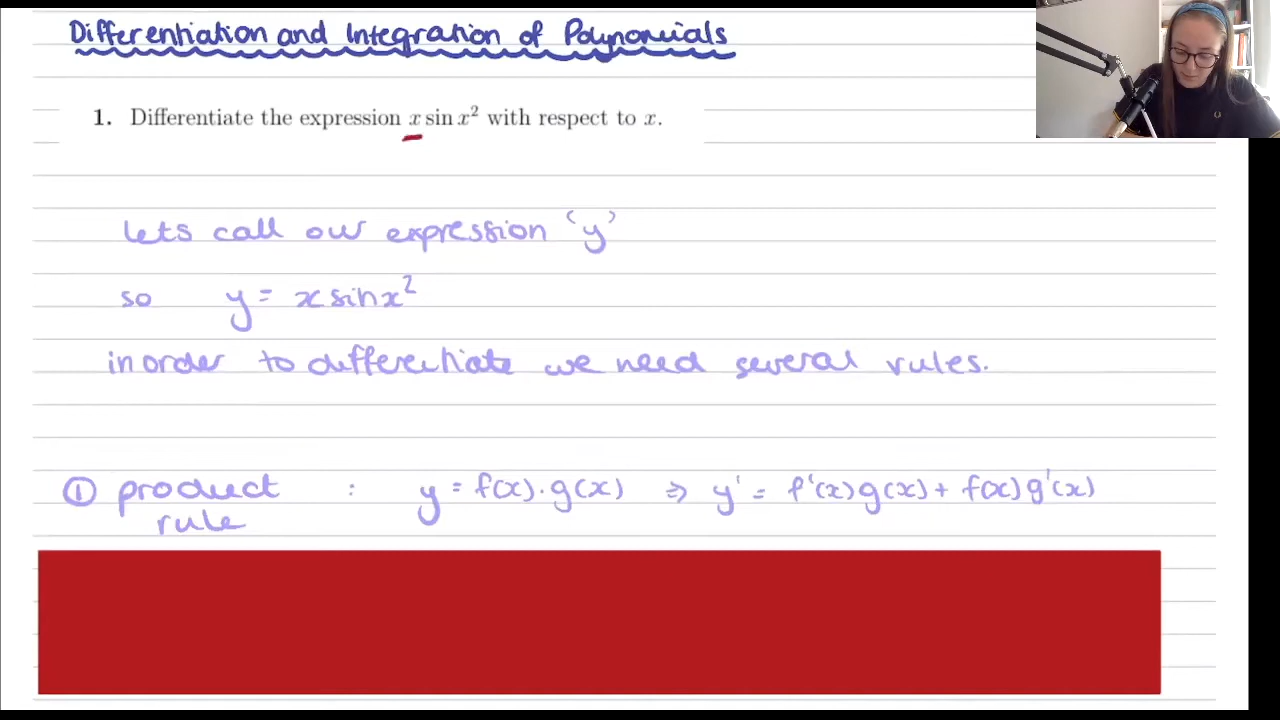 Differentiation and Integration of Polynomials
1. Differentiate the expression x sin x² with respect to x.
lets call our expression 'y'
so y = x sin x²
in order to differentiate we need several rules.
① product : y = f(x) · g(x) ⇒ y' = f'(x)g(x) + f(x)g'(x)
rule